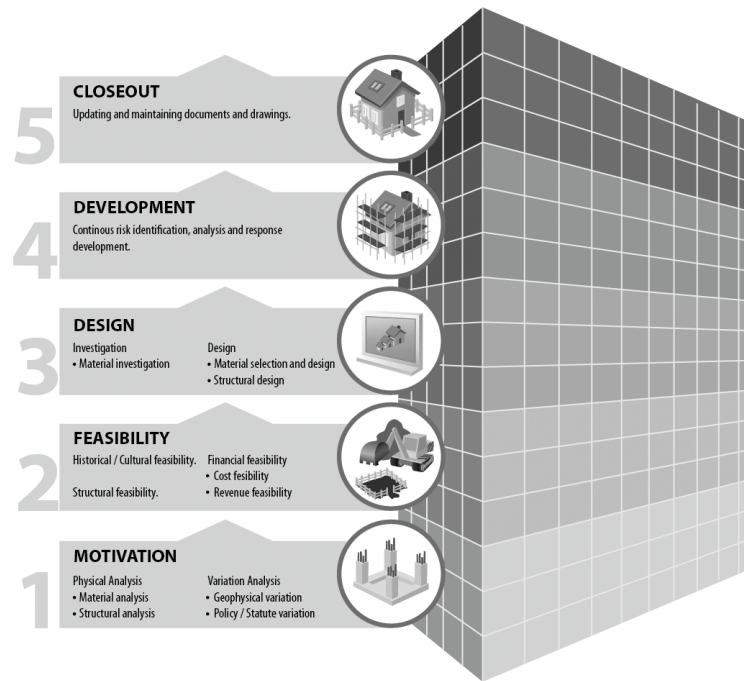 5
CLOSEOUT
Updating and maintaining documents and drawings.
4
DEVELOPMENT
Continous risk identification, analysis and response
development.
3
DESIGN
Investigation
• Material investigation
Design
• Material selection and design
• Structural design
2
FEASIBILITY
Historical / Cultural feasibility.
Structural feasibility.
Financial feasibility
• Cost fesibility
• Revenue feasibility
1
MOTIVATION
Physical Analysis
• Material analysis
• Structural analysis
Variation Analysis
• Geophysical variation
• Policy / Statute variation